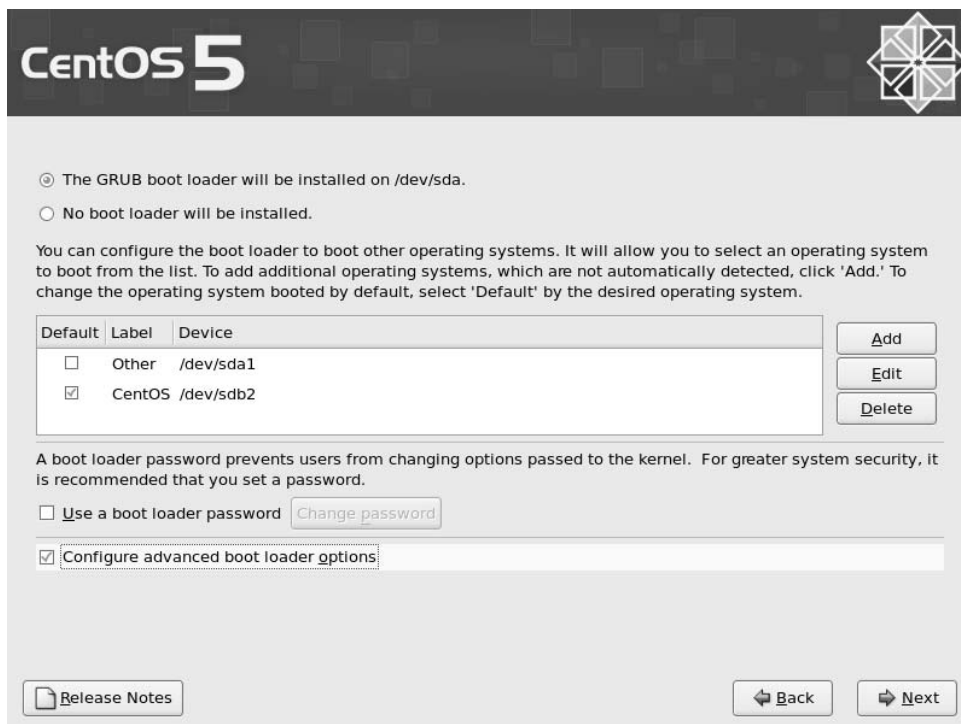 CentOS 5
The GRUB boot loader will be installed on /dev/sda.
No boot loader will be installed.
You can configure the boot loader to boot other operating systems. It will allow you to select an operating system
to boot from the list. To add additional operating systems, which are not automatically detected, click 'Add.' To
change the operating system booted by default, select 'Default' by the desired operating system.
Default Label Device
Other /dev/sda1
CentOS /dev/sdb2
Add
Edit
Delete
A boot loader password prevents users from changing options passed to the kernel.  For greater system security, it
is recommended that you set a password.
Use a boot loader password Change password
Configure advanced boot loader options
Release Notes Back Next